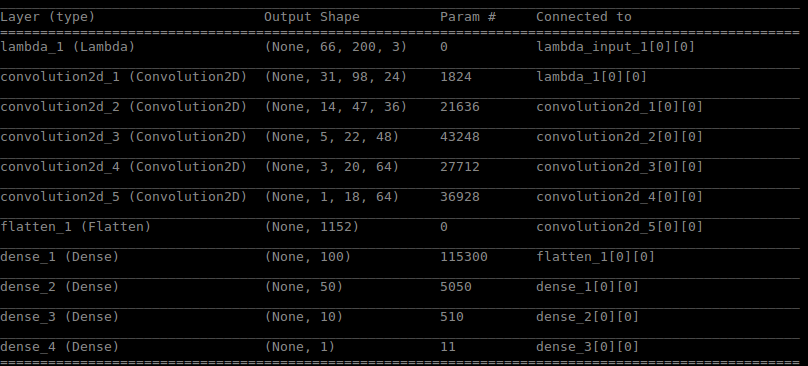 Layer (type)                     Output Shape          Param #     Connected to
lambda_1 (Lambda)                (None, 66, 200, 3)    0           lambda_input_1[0][0]
convolution2d_1 (Convolution2D)  (None, 31, 98, 24)    1824        lambda_1[0][0]
convolution2d_2 (Convolution2D)  (None, 14, 47, 36)    21636       convolution2d_1[0][0]
convolution2d_3 (Convolution2D)  (None, 5, 22, 48)     43248       convolution2d_2[0][0]
convolution2d_4 (Convolution2D)  (None, 3, 20, 64)     27712       convolution2d_3[0][0]
convolution2d_5 (Convolution2D)  (None, 1, 18, 64)     36928       convolution2d_4[0][0]
flatten_1 (Flatten)              (None, 1152)          0           convolution2d_5[0][0]
dense_1 (Dense)                  (None, 100)           115300      flatten_1[0][0]
dense_2 (Dense)                  (None, 50)            5050        dense_1[0][0]
dense_3 (Dense)                  (None, 10)            510         dense_2[0][0]
dense_4 (Dense)                  (None, 1)             11          dense_3[0][0]